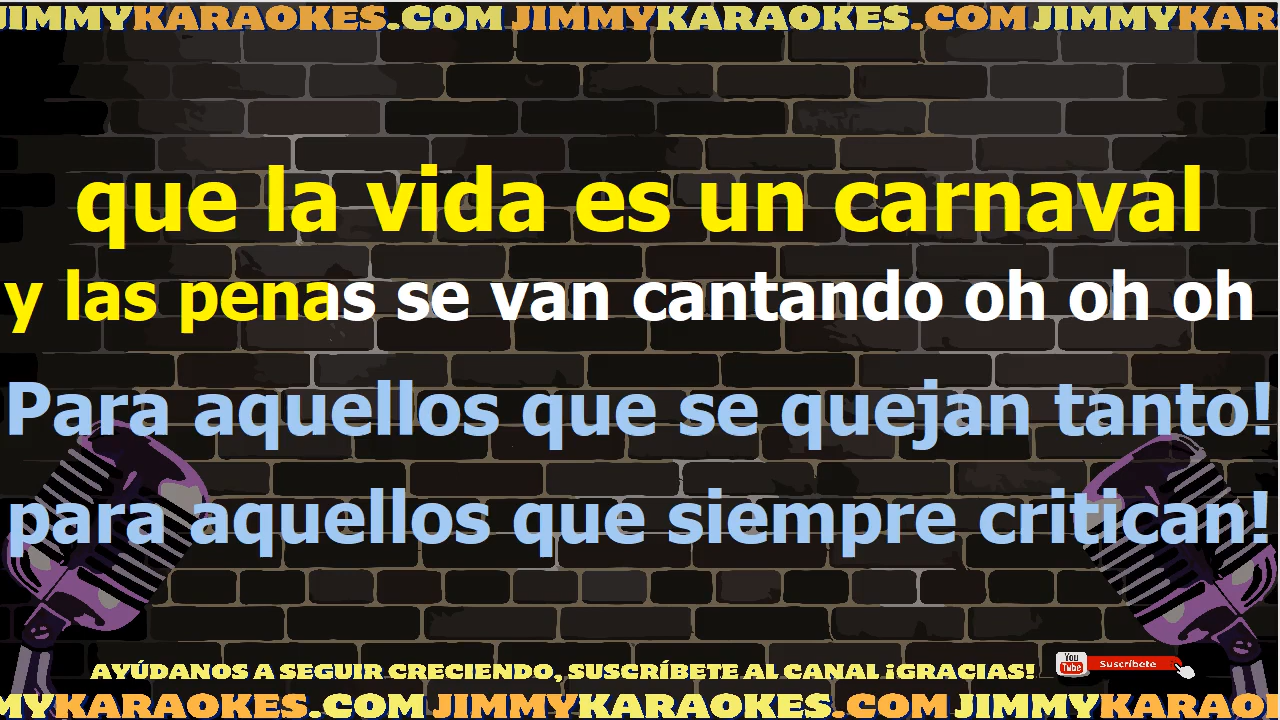 JIMMYKARAOKES.COM JIMMYKARAOKES.COM JIMMYKAR
que la vida es un carnaval
y las penas se van cantando oh oh oh
Para aquellos que se quejan tanto!
para aquellos que siempre critican!
AYÚDANOS A SEGUIR CRECIENDO, SUSCRÍBETE AL CANAL ¡GRACIAS!
You Tube Suscríbete
MYKARAOKES.COM JIMMYKARAOKES.COM JIMMYKARAO